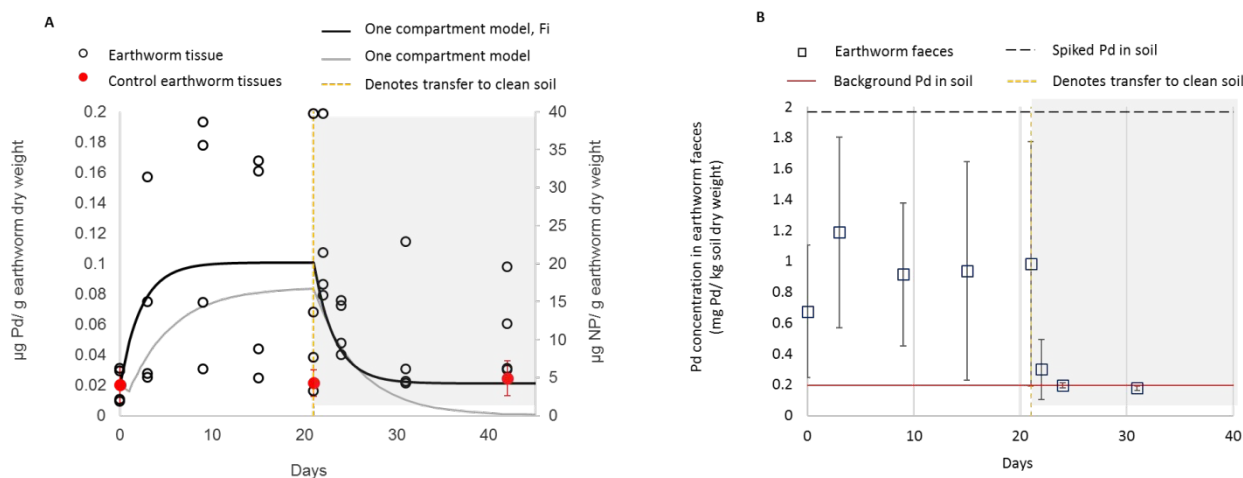 A
Earthworm tissue
Control earthworm tissues
One compartment model, Fi
One compartment model
Denotes transfer to clean soil
µg Pd/ g earthworm dry weight
0.2
0.18
0.16
0.14
0.12
0.1
0.08
0.06
0.04
0.02
0
40
35
30
25
20
15
10
5
0
µg NP/ g earthworm dry weight
0
10
20
30
40
Days
B
Earthworm faeces
Spiked Pd in soil
Background Pd in soil
Denotes transfer to clean soil
Pd concentration in earthworm faeces
(mg Pd/ kg soil dry weight)
2
1.8
1.6
1.4
1.2
1
0.8
0.6
0.4
0.2
0
0
10
20
30
40
Days